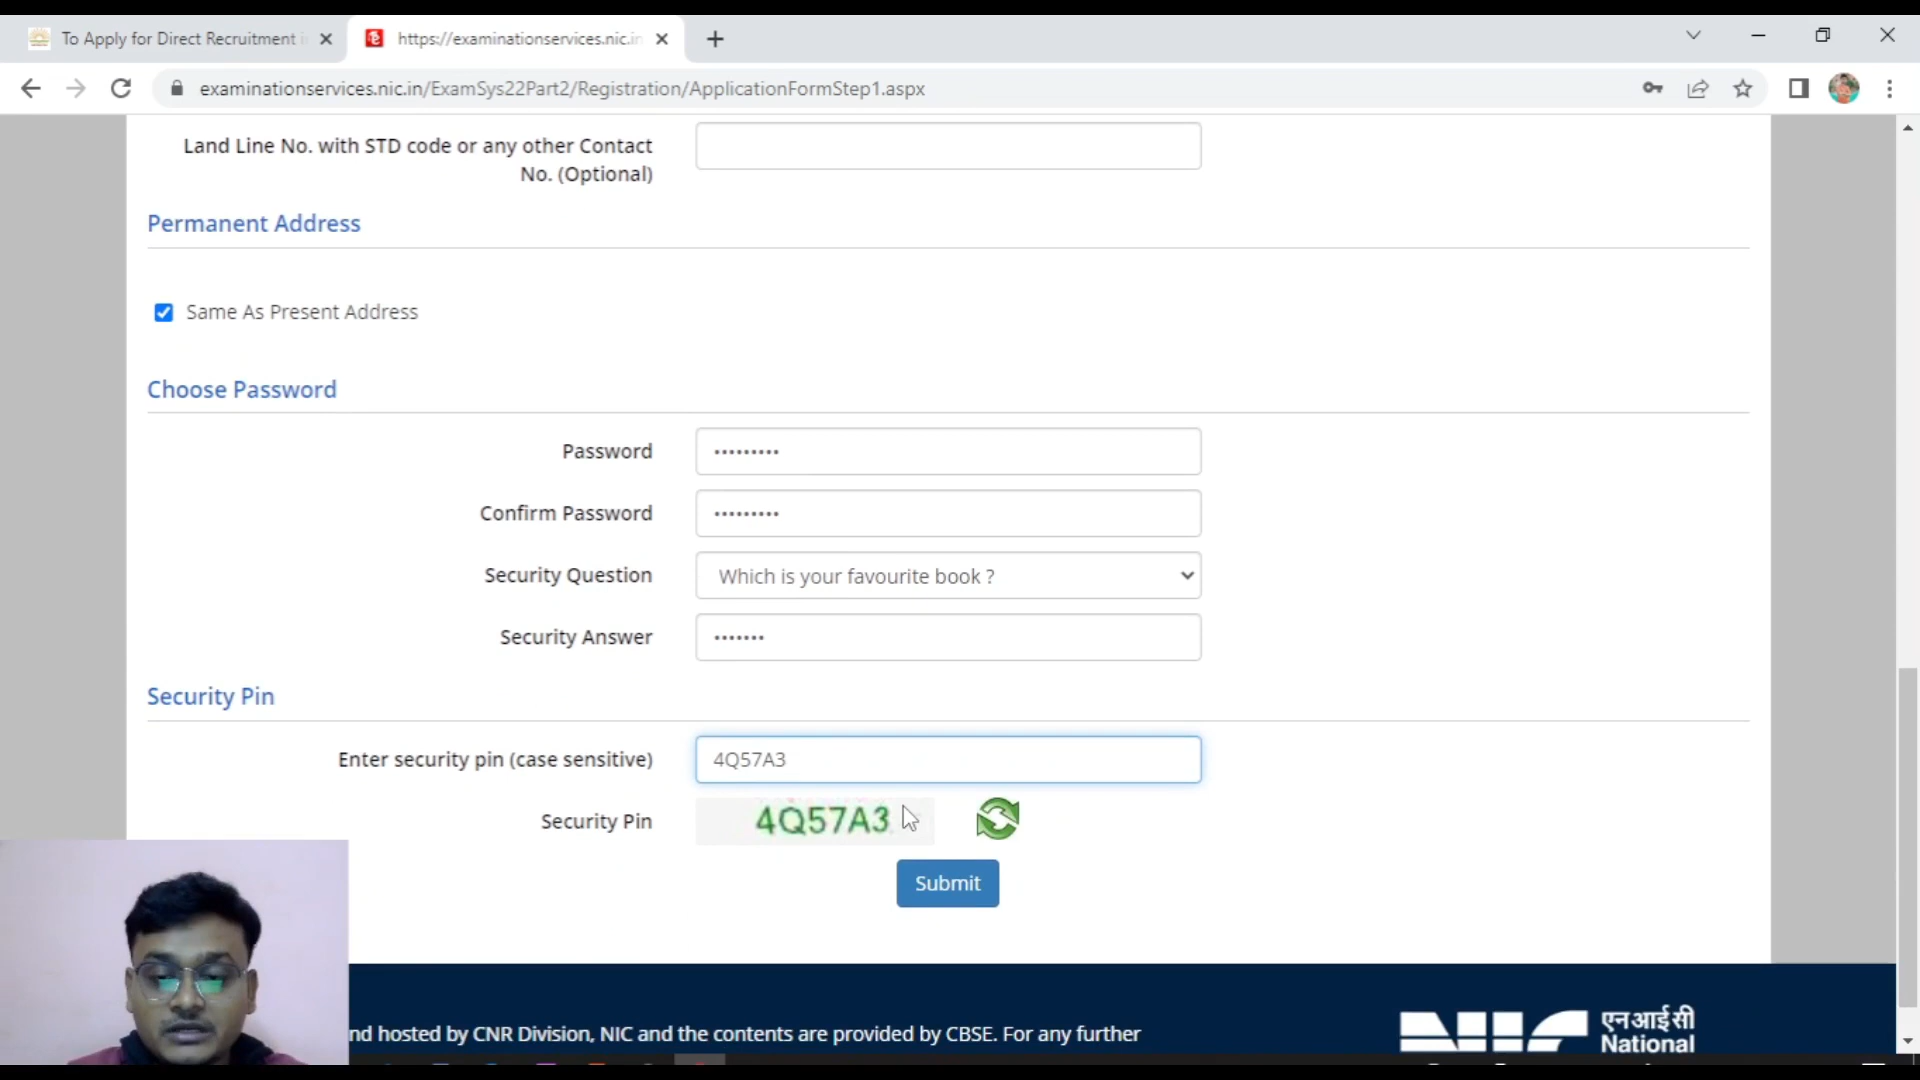 To Apply for Direct Recruitment i
https://examinationservices.nic.in
examinationservices.nic.in/ExamSys22Part2/Registration/ApplicationFormStep1.aspx
Land Line No. with STD code or any other Contact
No. (Optional)
Permanent Address
Same As Present Address
Choose Password
Password
•••••••••
Confirm Password
•••••••••
Security Question
Which is your favourite book ?
Security Answer
•••••••
Security Pin
Enter security pin (case sensitive)
4Q57A3
Security Pin
4Q57A3
Submit
nd hosted by CNR Division, NIC and the contents are provided by CBSE. For any further
NIC
एन आई सी
National